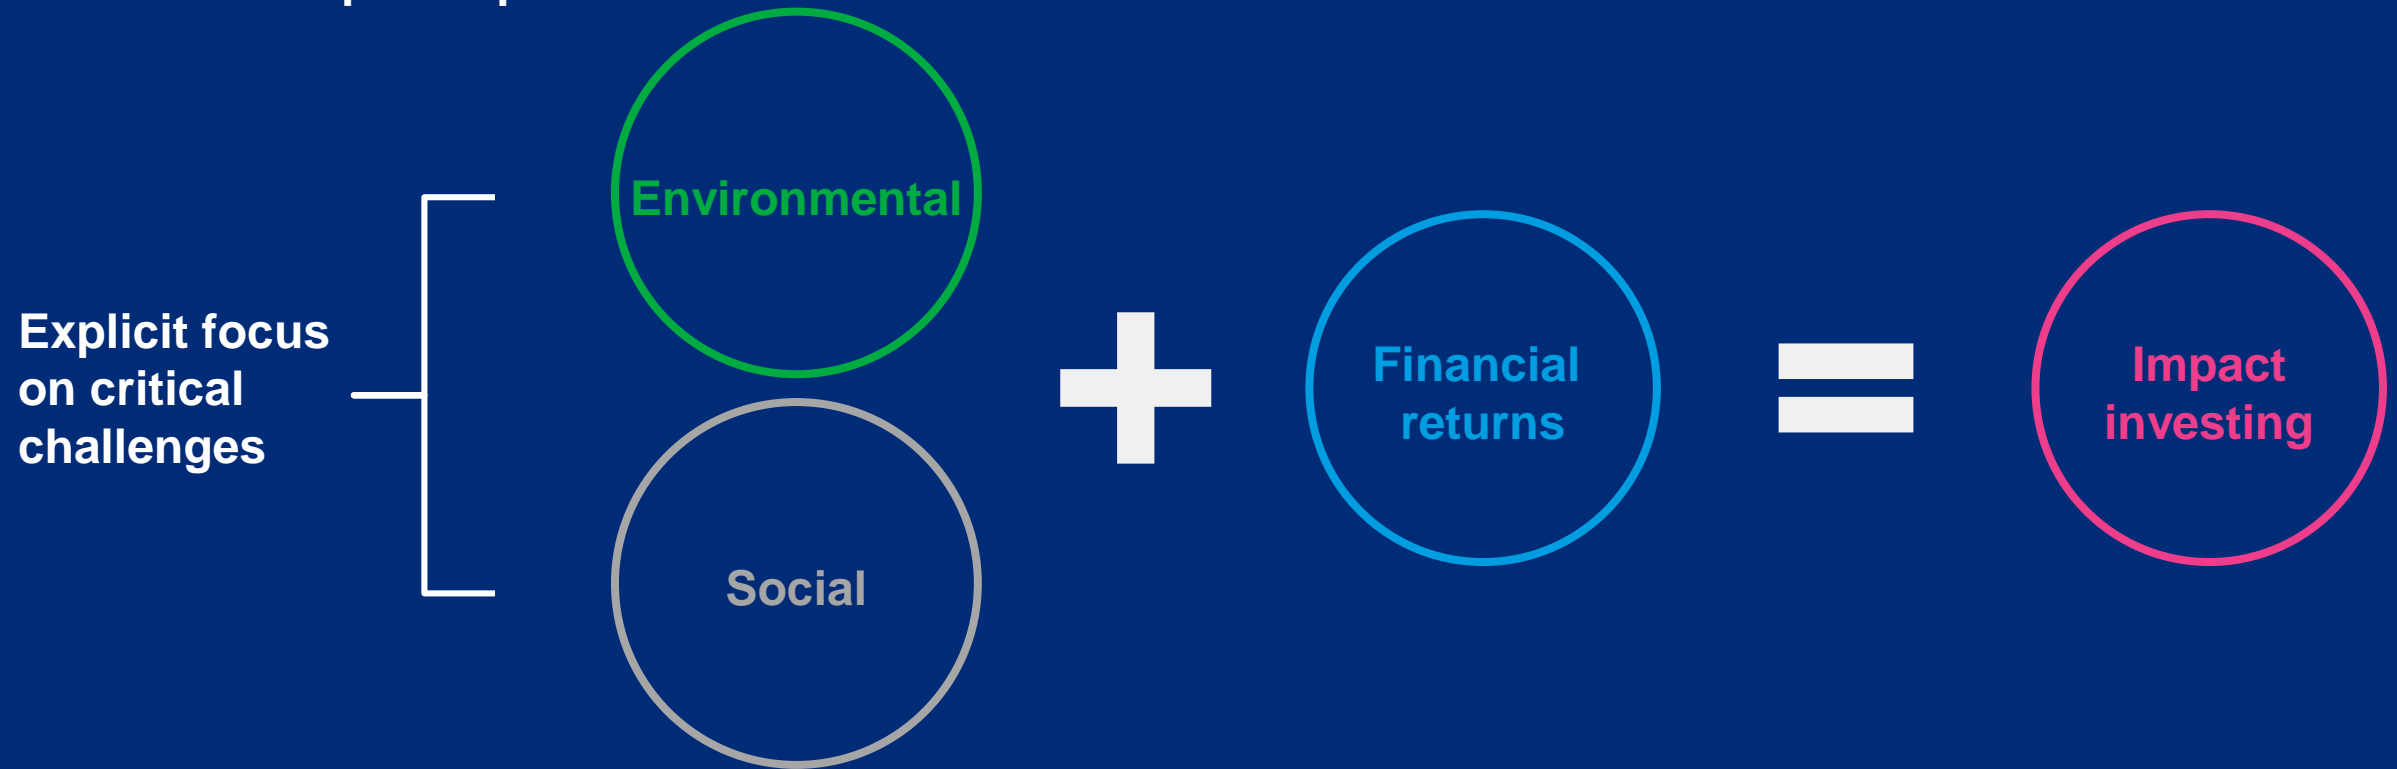 Explicit focus
on critical
challenges
Environmental
Social
Financial
returns
Impact
investing